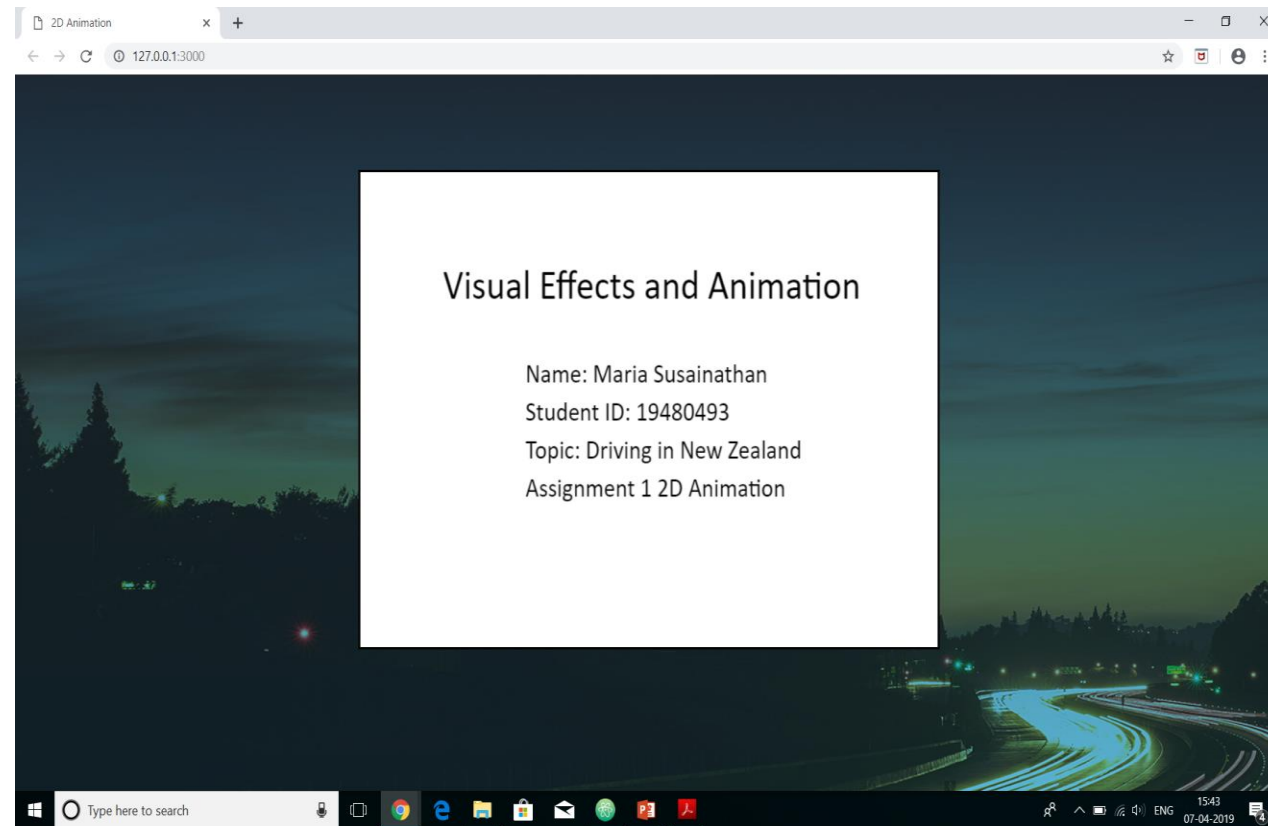 2D Animation
127.0.0.1:3000
Visual Effects and Animation
Name: Maria Susainathan
Student ID: 19480493
Topic: Driving in New Zealand
Assignment 1 2D Animation
Type here to search
ENG
15:43
07-04-2019
4